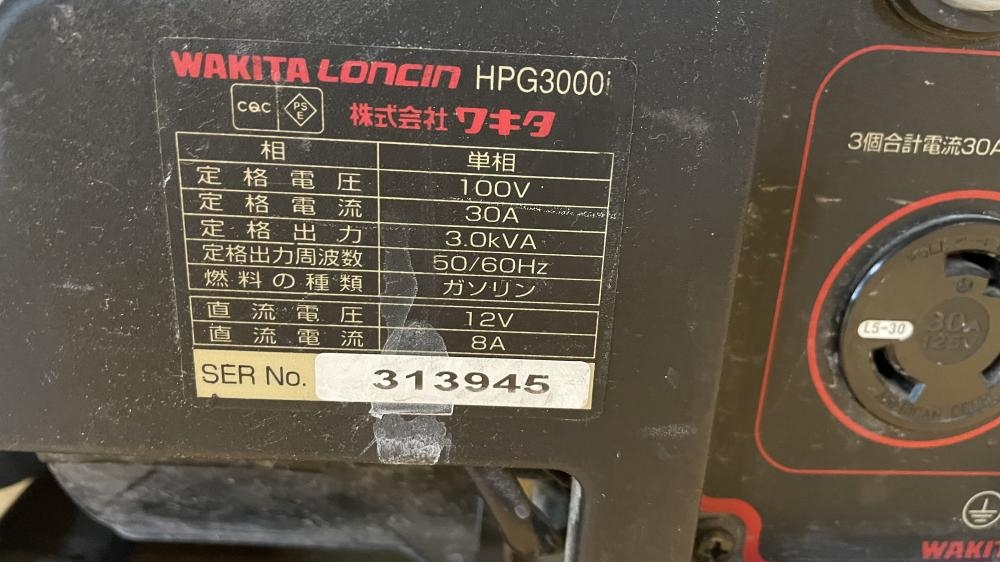 WAKITA LONCIN HPG3000i
CQC PSE 株式会社 ワキタ
相 単相
定格電圧 100V
定格電流 30A
定格出力 3.0kVA
定格出力周波数 50/60Hz
燃料の種類 ガソリン
直流電圧 12V
直流電流 8A
SER No. 313945
3個合計電流30A
L5-30
30A
125V
WAKIT